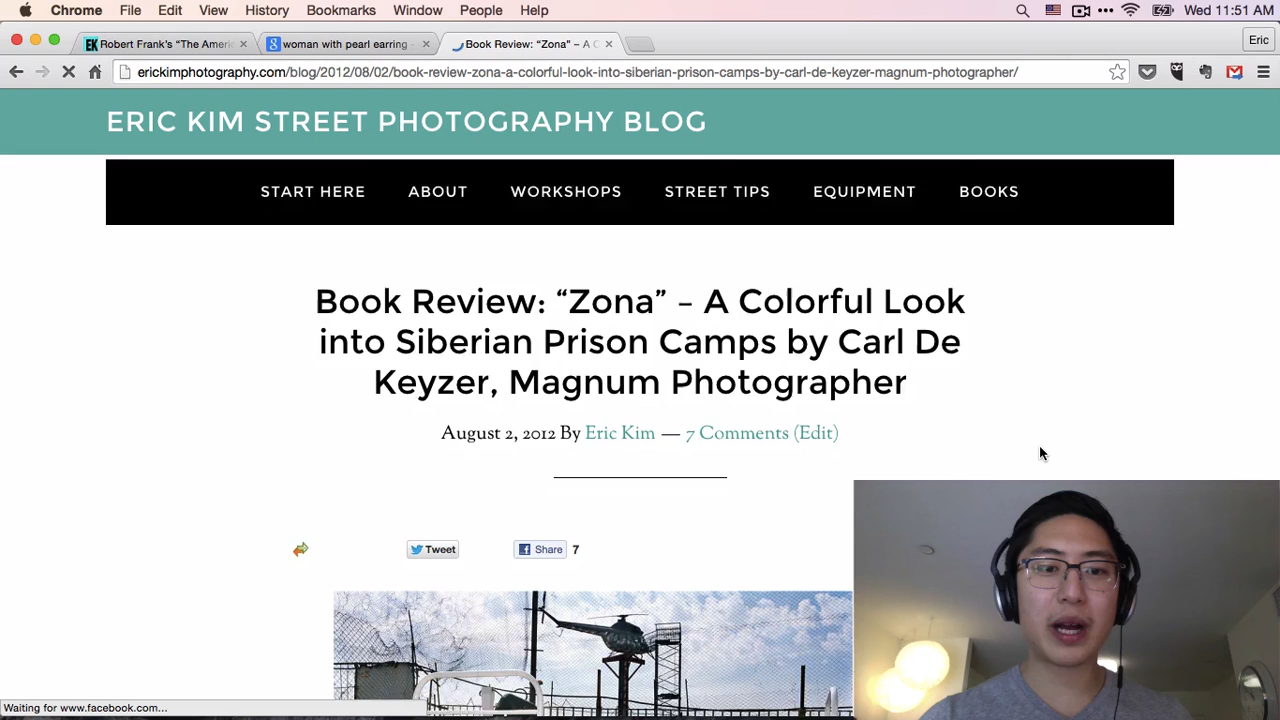 Chrome File Edit View History Bookmarks Window People Help Wed 11:51 AM
Robert Frank's “The Ameri
woman with pearl earring -
Book Review: “Zona” – A C
Eric
erickimphotography.com/blog/2012/08/02/book-review-zona-a-colorful-look-into-siberian-prison-camps-by-carl-de-keyzer-magnum-photographer/
ERIC KIM STREET PHOTOGRAPHY BLOG
START HERE ABOUT WORKSHOPS STREET TIPS EQUIPMENT BOOKS
Book Review: “Zona” – A Colorful Look
into Siberian Prison Camps by Carl De
Keyzer, Magnum Photographer
August 2, 2012 By Eric Kim — 7 Comments (Edit)
Tweet Share 7
Waiting for www.facebook.com...